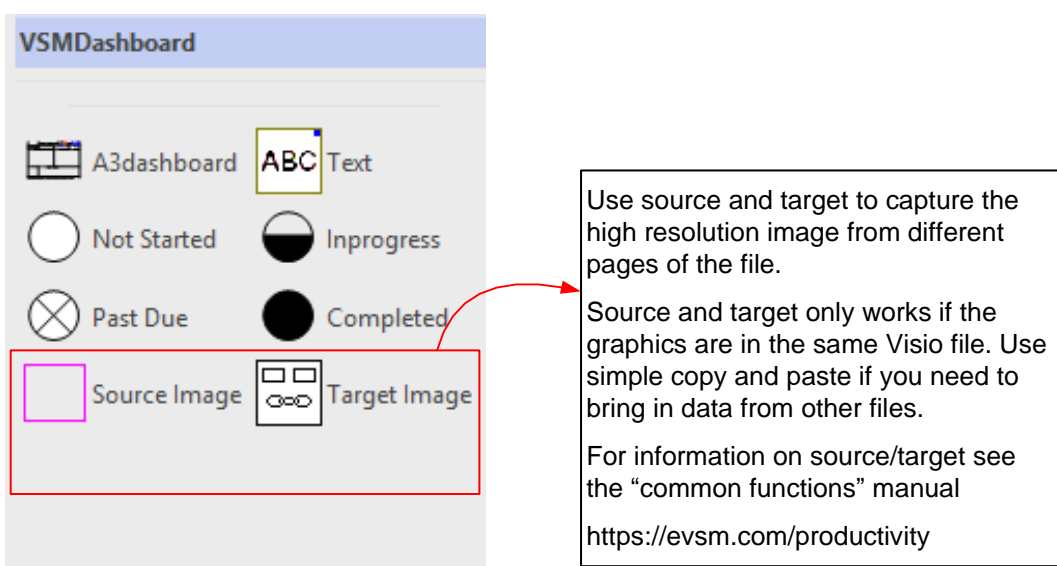 VSMDashboard
A3dashboard
ABC Text
Not Started
Inprogress
Past Due
Completed
Source Image
Target Image
Use source and target to capture the
high resolution image from different
pages of the file.
Source and target only works if the
graphics are in the same Visio file. Use
simple copy and paste if you need to
bring in data from other files.
For information on source/target see
the “common functions” manual
https://evsm.com/productivity